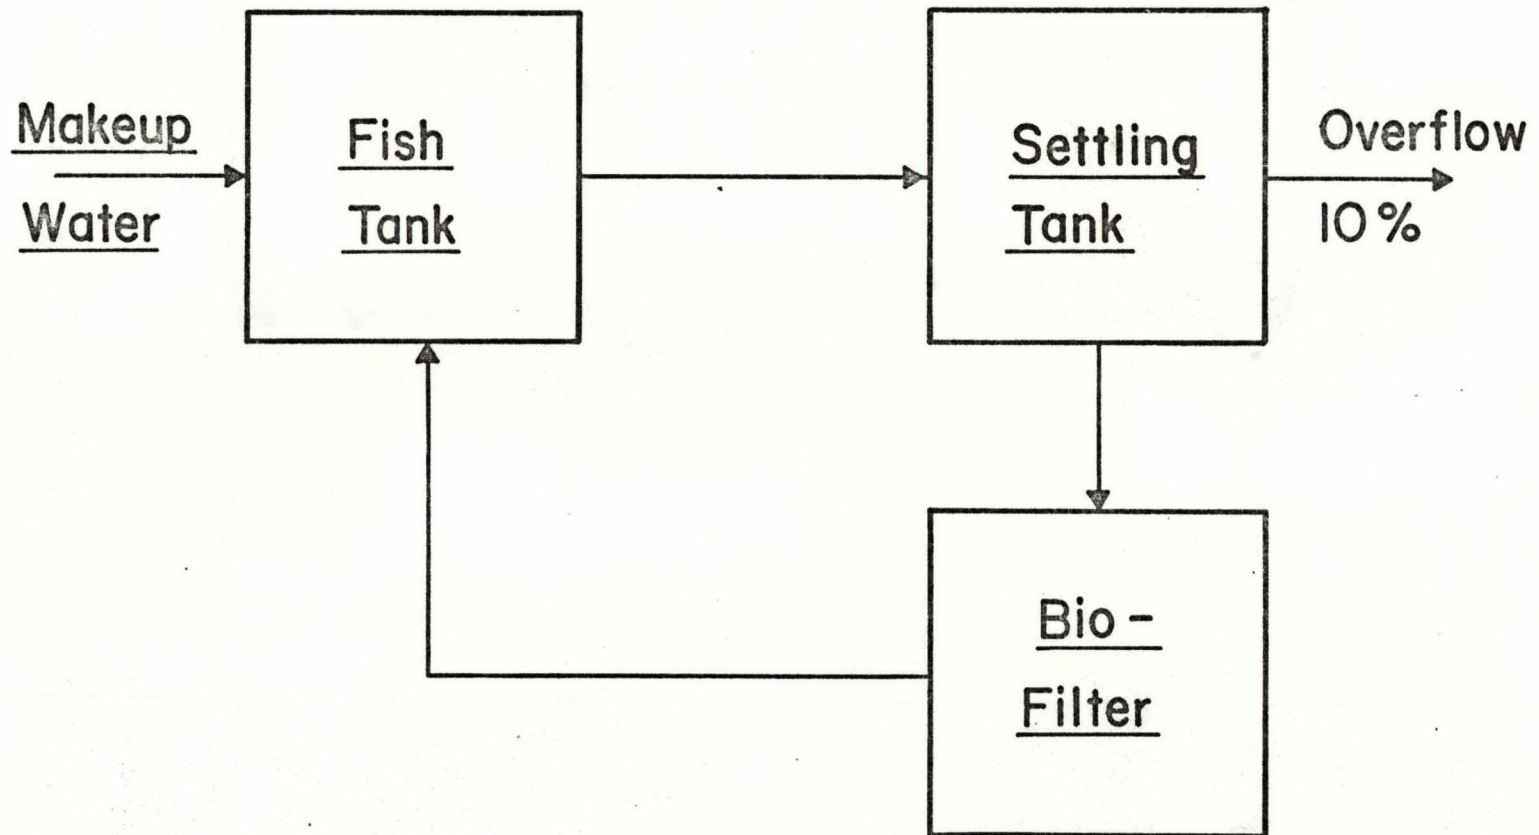 Makeup
Water
Fish
Tank
Settling
Tank
Overflow
10%
Bio-
Filter